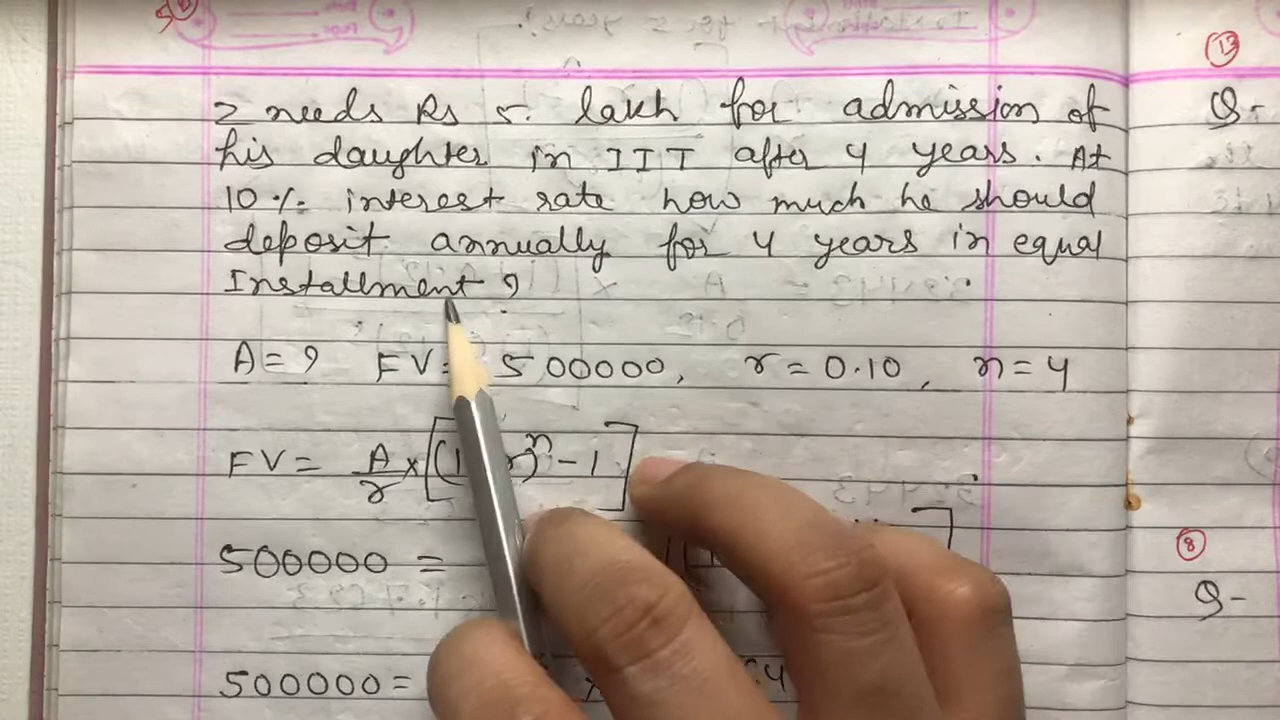 Z needs Rs 5 lakh for admission of
his daughter in IIT after 4 years. At
10% interest rate how much he should
deposit annually for 4 years in equal
Installment ?
A = ? FV = 500000, r = 0.10, n = 4
FV = A/r × [(1 r)^n - 1]
500000 =
500000 =
13
Q-
8
Q-